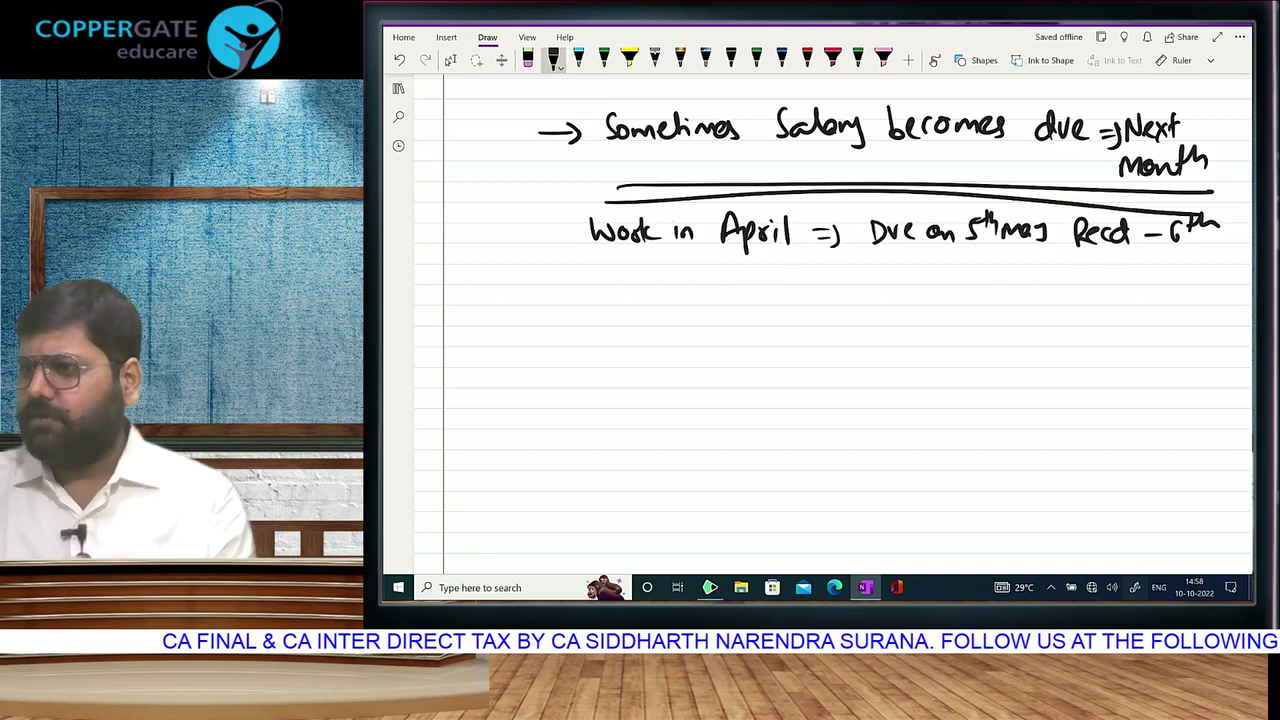 COPPERGATE
educare
Home Insert Draw View Help
Saved offline
Share
Shapes
Ink to Shape
Ink to Text
Ruler
→ Sometimes Salary becomes due ⇒ Next
Month
Work in April ⇒ Due on 5th May Recd - 6th
Type here to search
29°C
ENG
14:58
10-10-2022
CA FINAL & CA INTER DIRECT TAX BY CA SIDDHARTH NARENDRA SURANA. FOLLOW US AT THE FOLLOWING